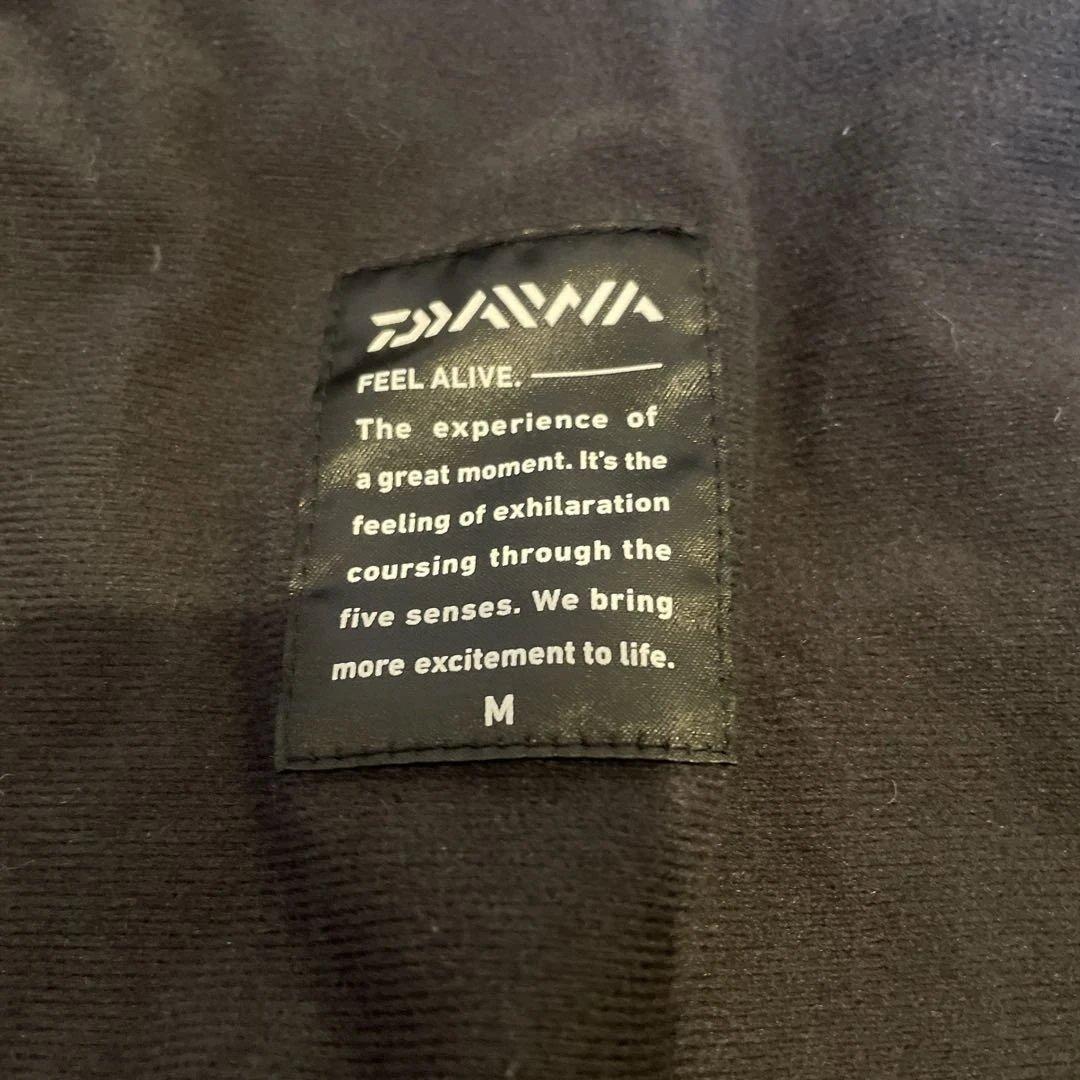 DAIWA
FEEL ALIVE.
The experience of
a great moment. It's the
feeling of exhilaration
coursing through the
five senses. We bring
more excitement to life.
M